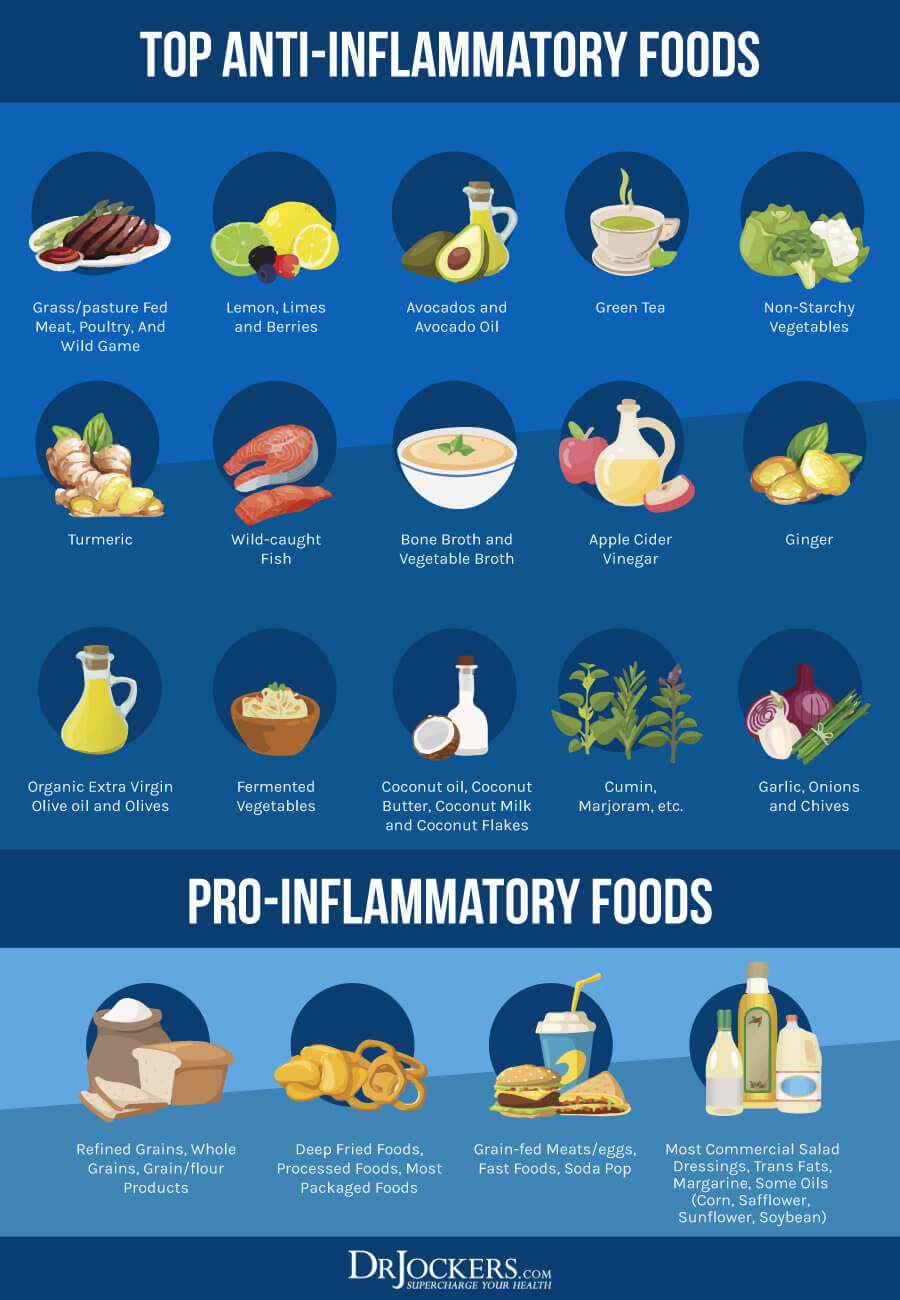 TOP ANTI-INFLAMMATORY FOODS
Grass/pasture Fed
Meat, Poultry, And
Wild Game
Lemon, Limes
and Berries
Avocados and
Avocado Oil
Green Tea
Non-Starchy
Vegetables
Turmeric
Wild-caught
Fish
Bone Broth and
Vegetable Broth
Apple Cider
Vinegar
Ginger
Organic Extra Virgin
Olive oil and Olives
Fermented
Vegetables
Coconut oil, Coconut
Butter, Coconut Milk
and Coconut Flakes
Cumin,
Marjoram, etc.
Garlic, Onions
and Chives
PRO-INFLAMMATORY FOODS
Refined Grains, Whole
Grains, Grain/flour
Products
Deep Fried Foods,
Processed Foods, Most
Packaged Foods
Grain-fed Meats/eggs,
Fast Foods, Soda Pop
Most Commercial Salad
Dressings, Trans Fats,
Margarine, Some Oils
(Corn, Safflower,
Sunflower, Soybean)
DRJOCKERS.COM
SUPERCHARGE YOUR HEALTH